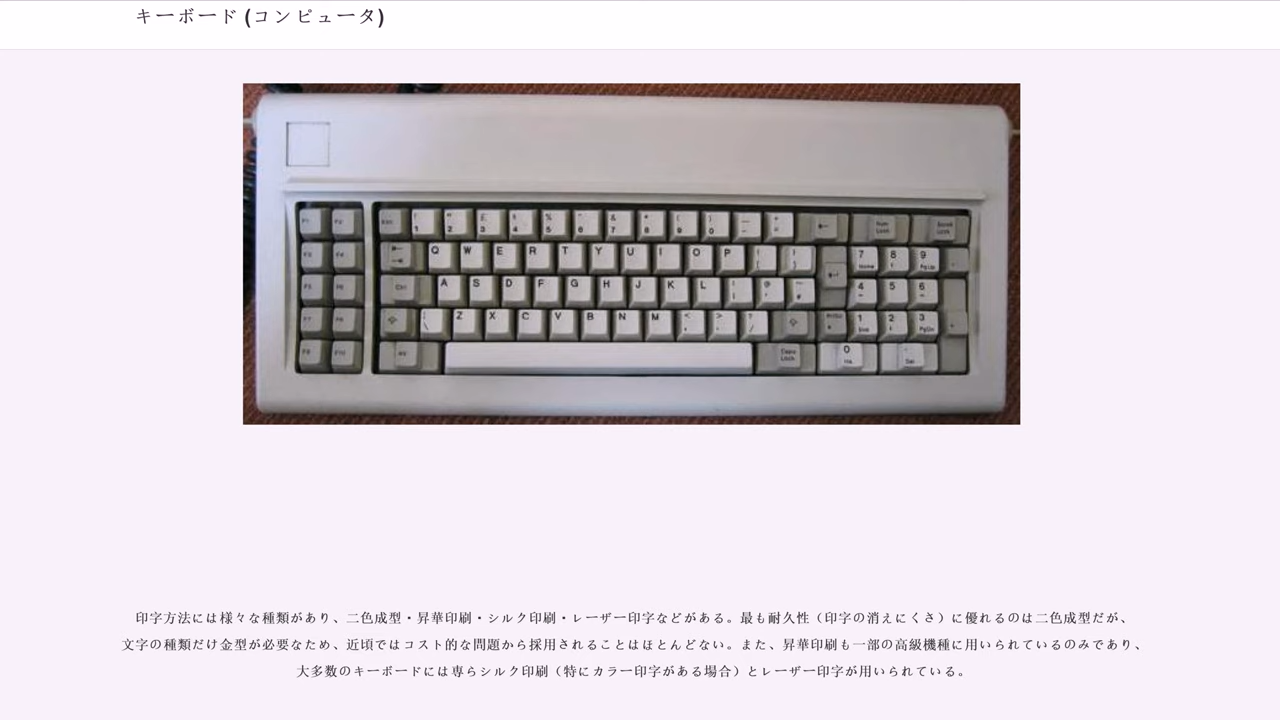 キーボード (コンピュータ)
Q W E R T Y U I O P
A S D F G H J K L
Z X C V B N M
印字方法には様々な種類があり、二色成型・昇華印刷・シルク印刷・レーザー印字などがある。最も耐久性（印字の消えにくさ）に優れるのは二色成型だが、
文字の種類だけ金型が必要なため、近頃ではコスト的な問題から採用されることはほとんどない。また、昇華印刷も一部の高級機種に用いられているのみであり、
大多数のキーボードには専らシルク印刷（特にカラー印字がある場合）とレーザー印字が用いられている。